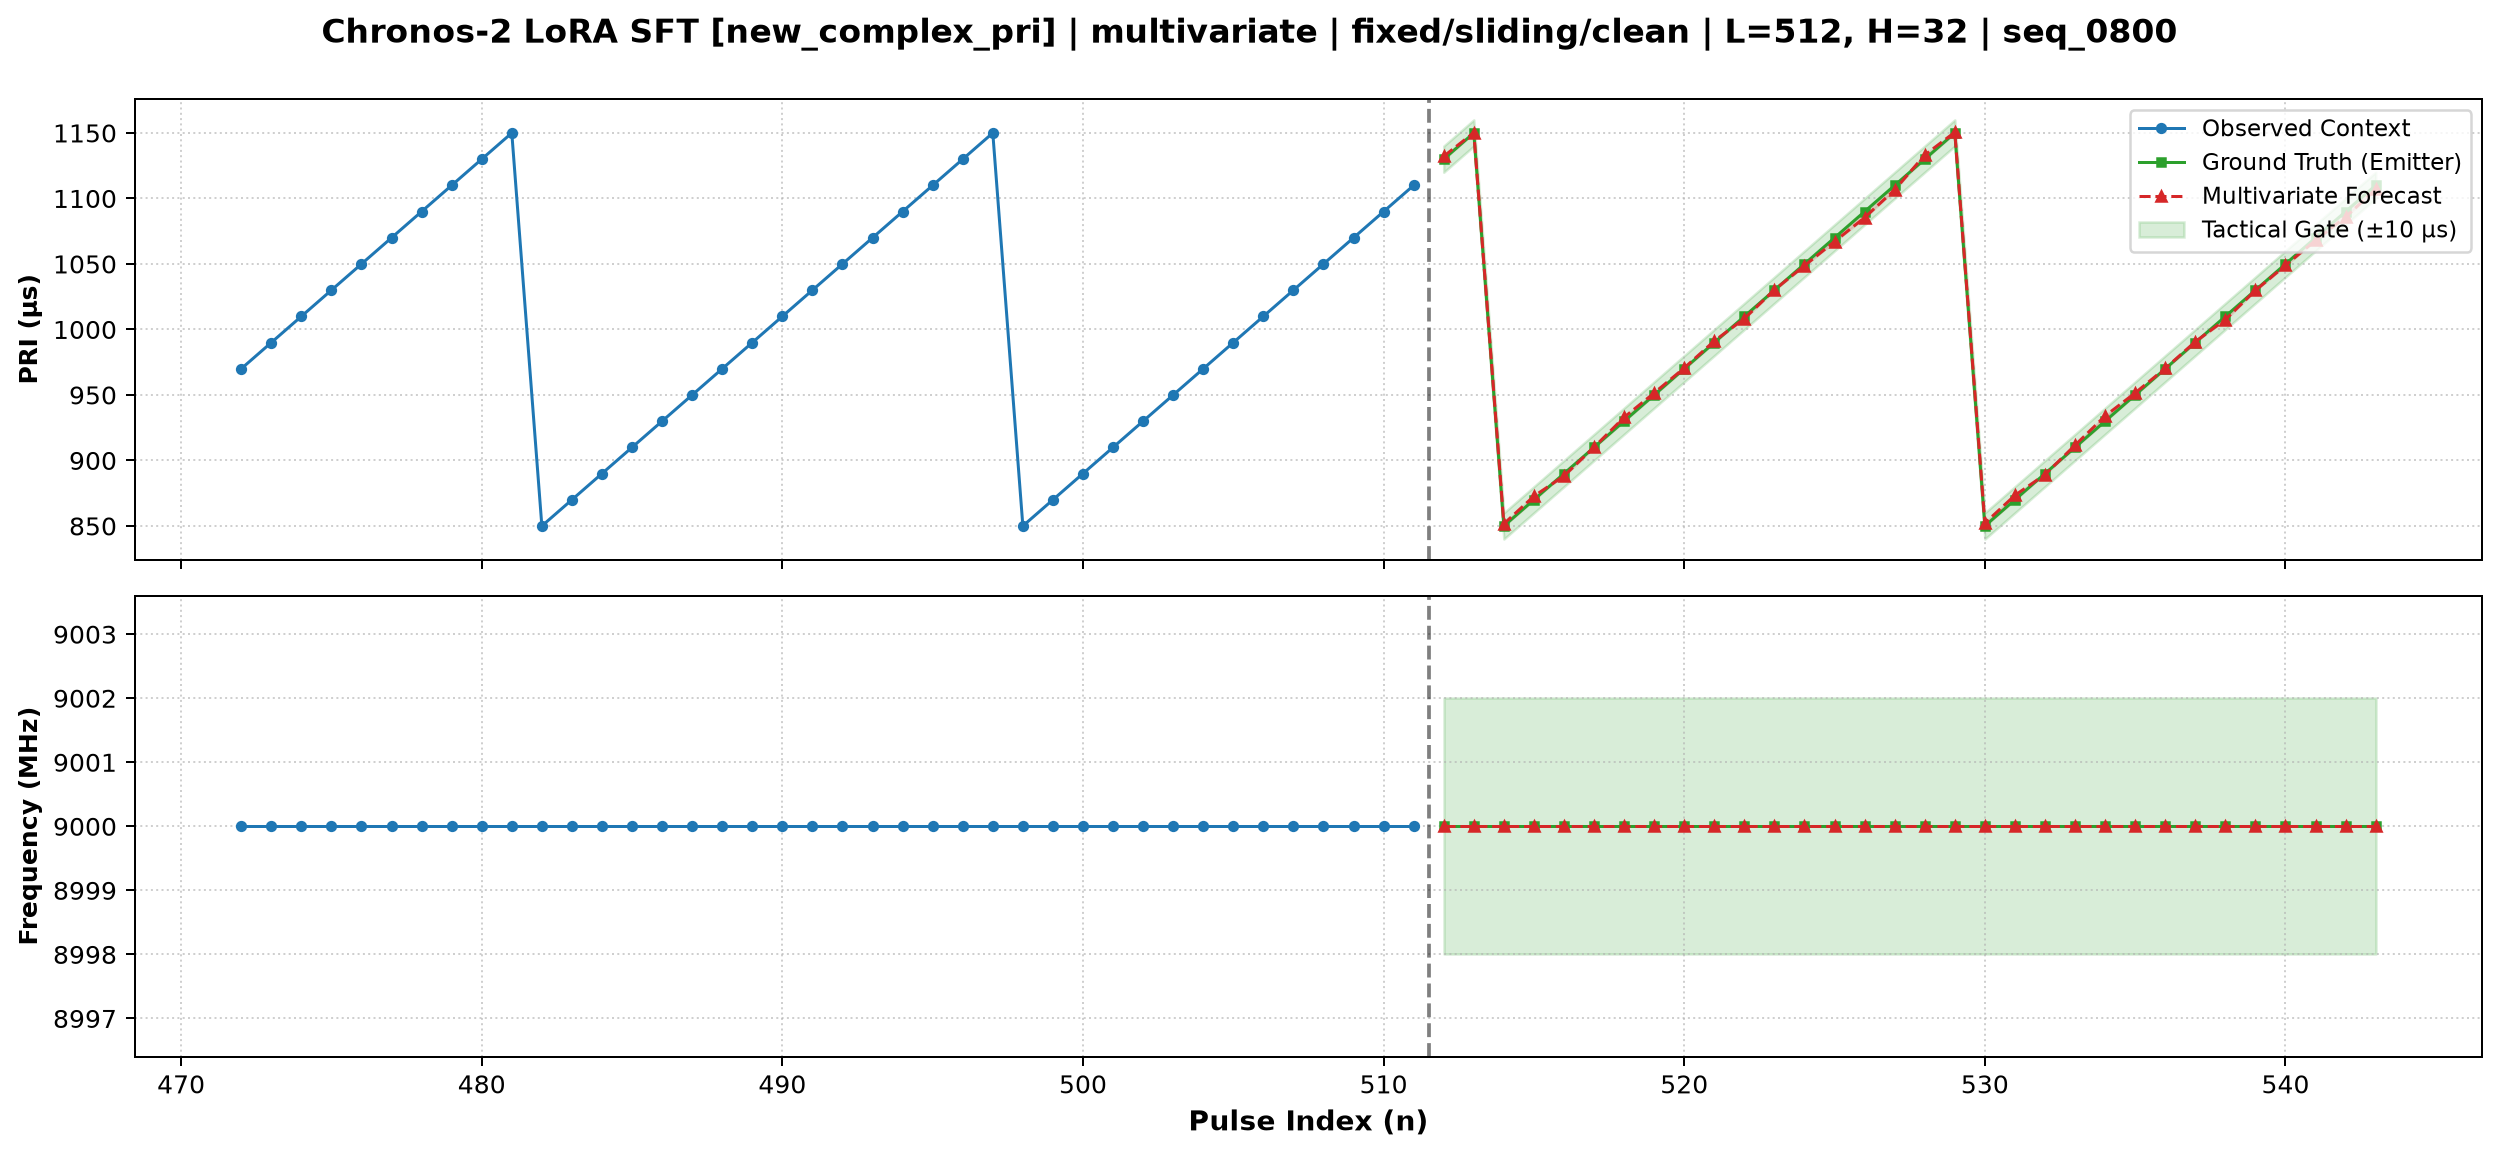 Chronos-2 LoRA SFT [new_complex_pri] | multivariate | fixed/sliding/clean | L=512, H=32 | seq_0800
PRI (μs)
1150
1100
1050
1000
950
900
850
Observed Context
Ground Truth (Emitter)
Multivariate Forecast
Tactical Gate (±10 μs)
Frequency (MHz)
9003
9002
9001
9000
8999
8998
8997
470 480 490 500 510 520 530 540
Pulse Index (n)